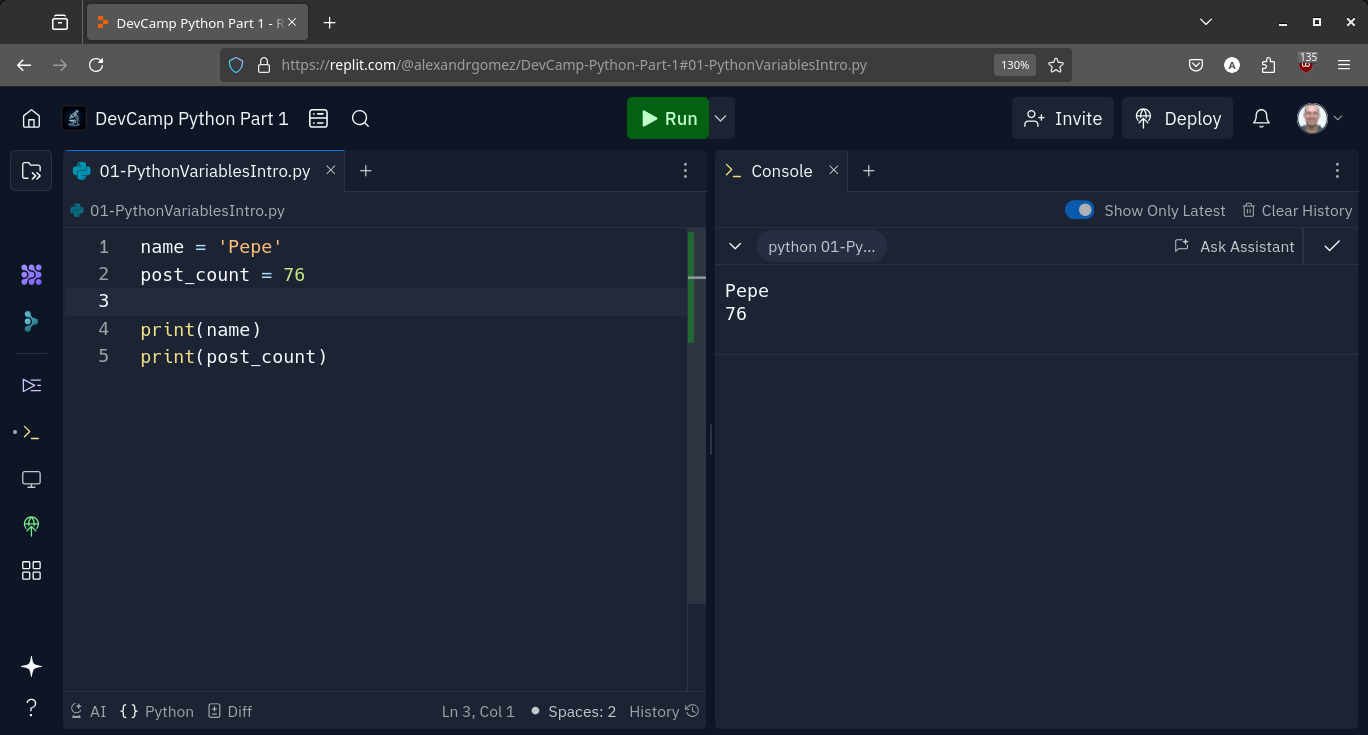 DevCamp Python Part 1 - R
https://replit.com/@alexandrgomez/DevCamp-Python-Part-1#01-PythonVariablesIntro.py
130%
A
135
DevCamp Python Part 1
Run
Invite
Deploy
01-PythonVariablesIntro.py
Console
01-PythonVariablesIntro.py
Show Only Latest
Clear History
1 name = 'Pepe'
2 post_count = 76
3
4 print(name)
5 print(post_count)
python 01-Py...
Ask Assistant
Pepe
76
AI
{} Python
Diff
Ln 3, Col 1
Spaces: 2
History
?